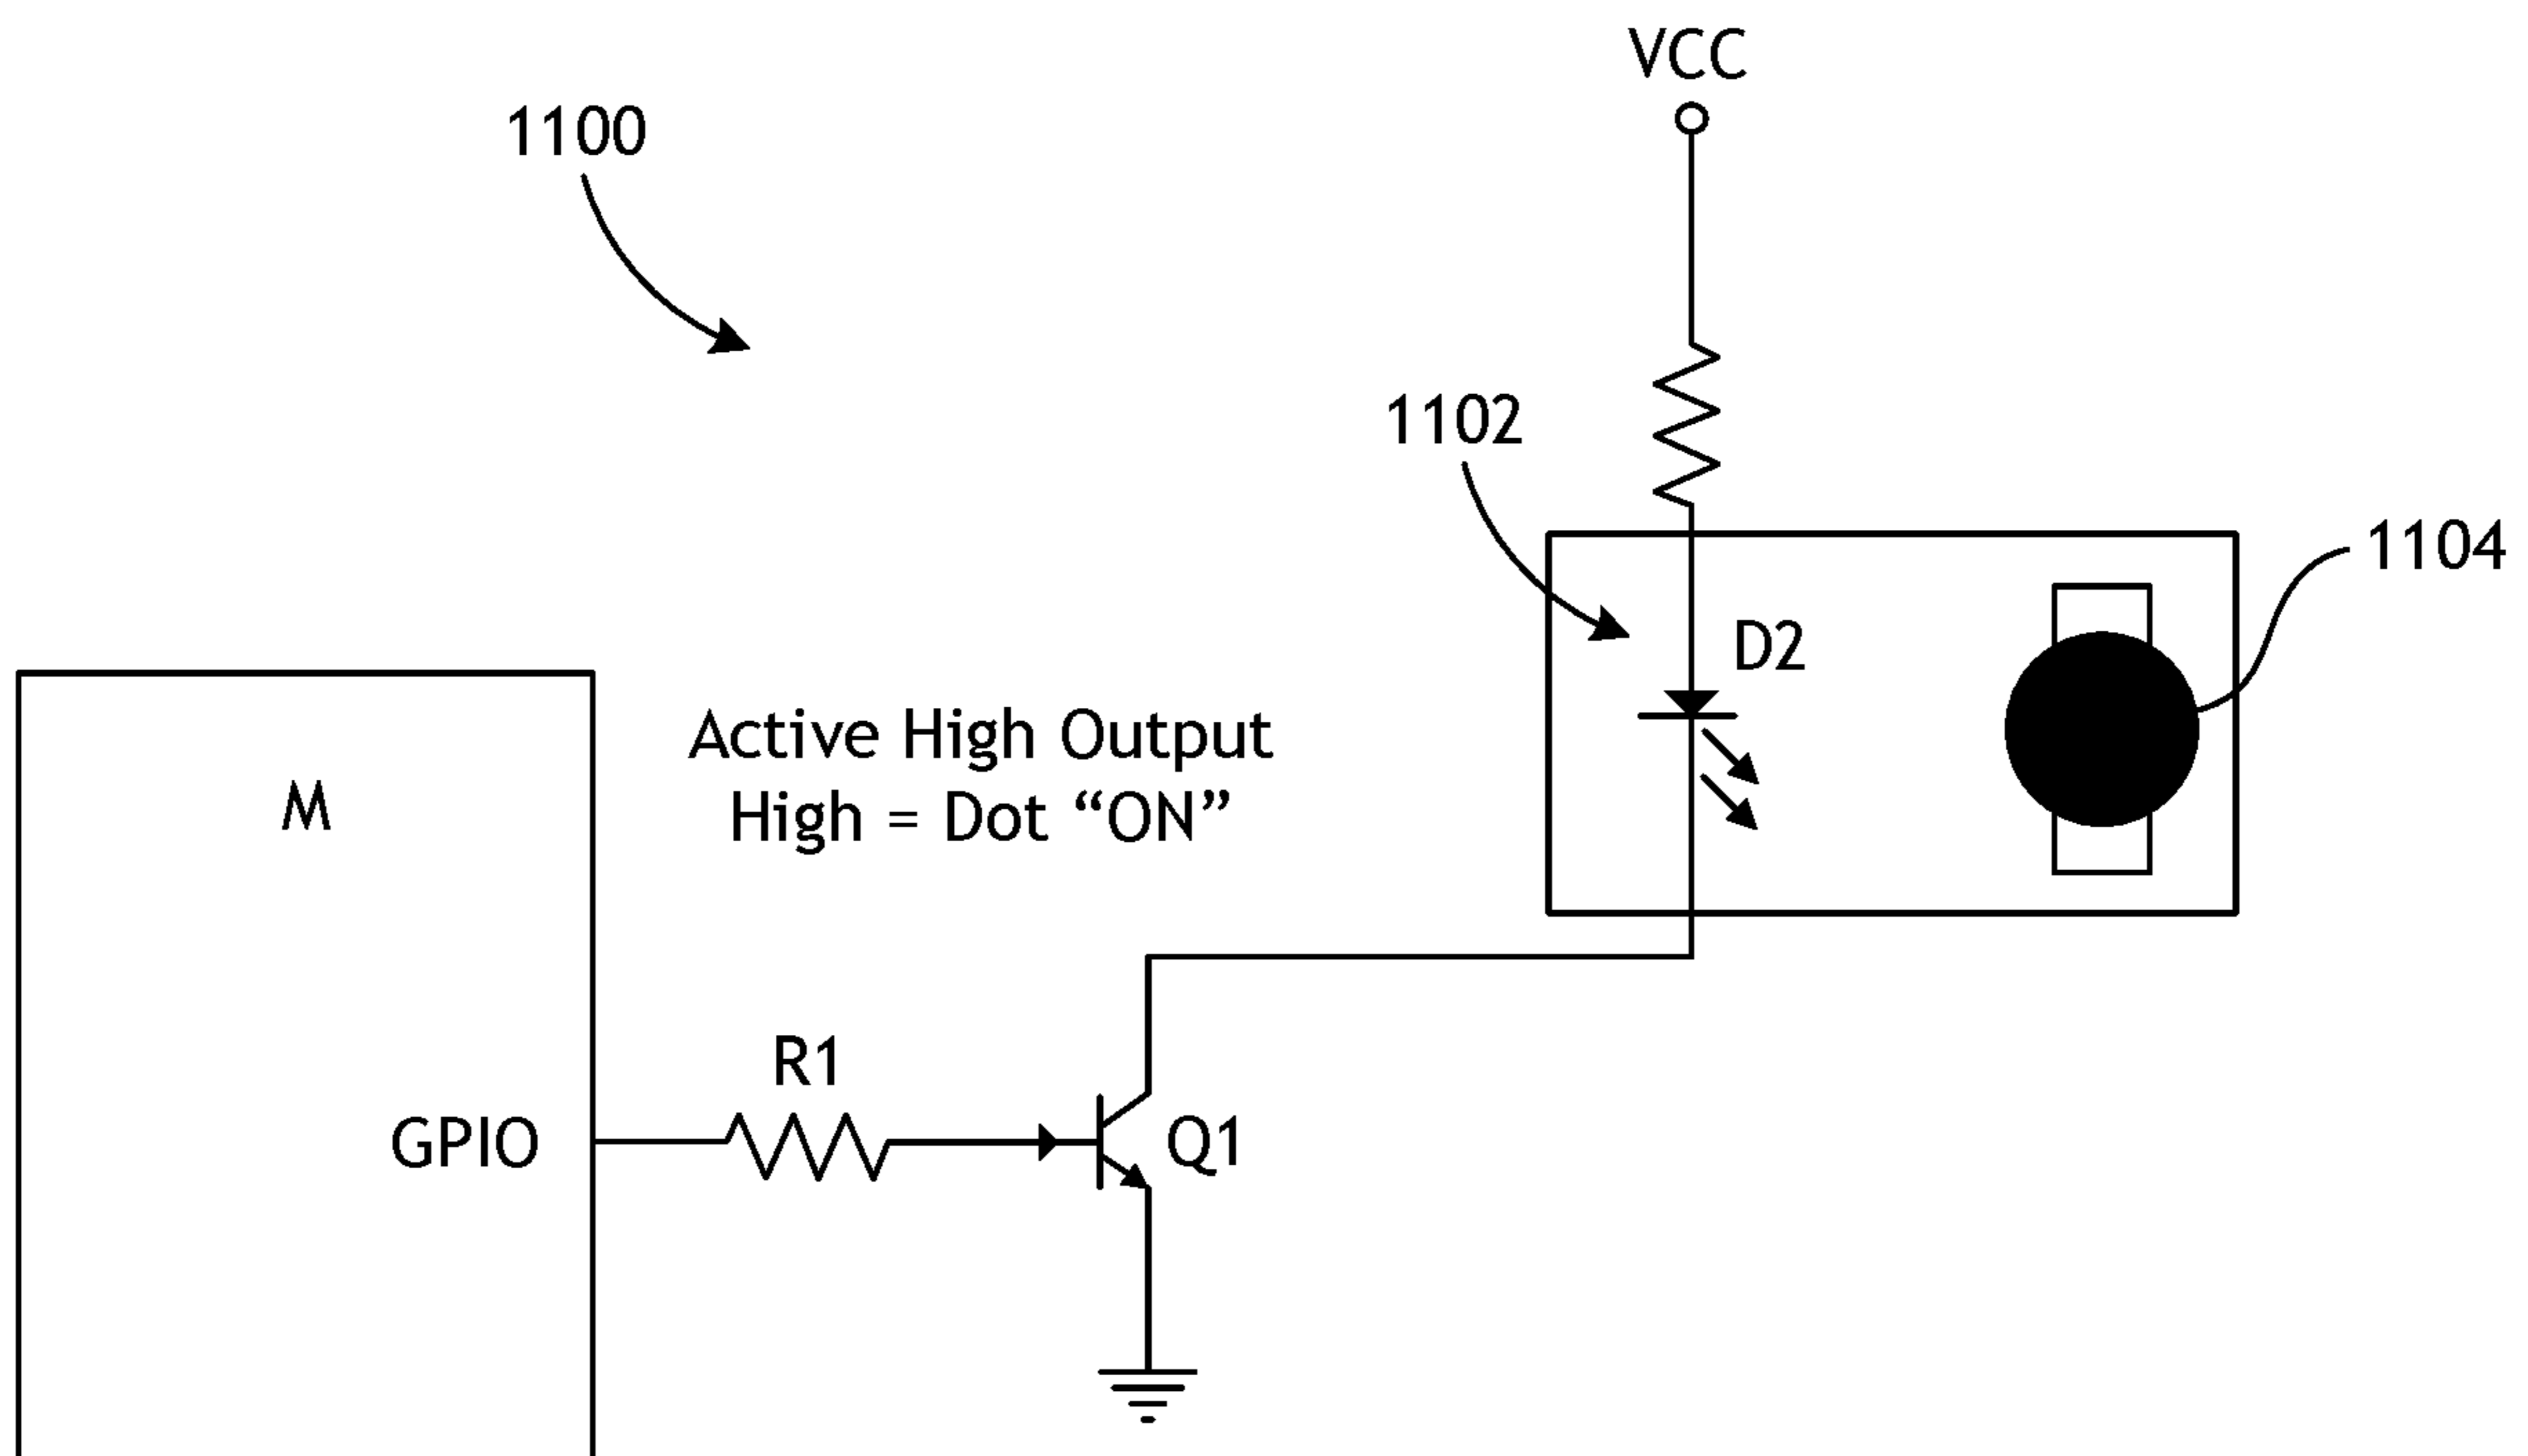 VCC
1100
1102
1104
D2
M
Active High Output
High = Dot “ON”
R1
GPIO
Q1